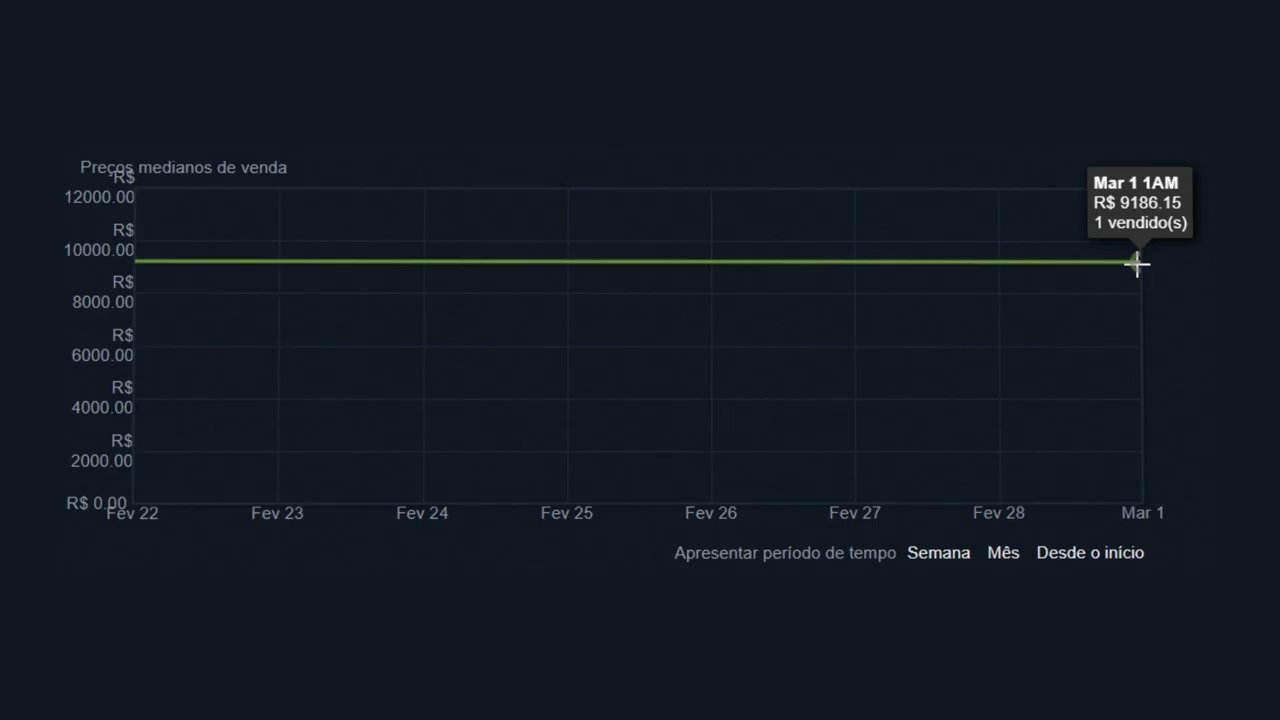 Preços medianos de venda
R$
12000.00
R$
10000.00
R$
8000.00
R$
6000.00
R$
4000.00
R$
2000.00
R$ 0.00
Fev 22 Fev 23 Fev 24 Fev 25 Fev 26 Fev 27 Fev 28 Mar 1
Mar 1 1AM
R$ 9186.15
1 vendido(s)
Apresentar período de tempo Semana Mês Desde o início